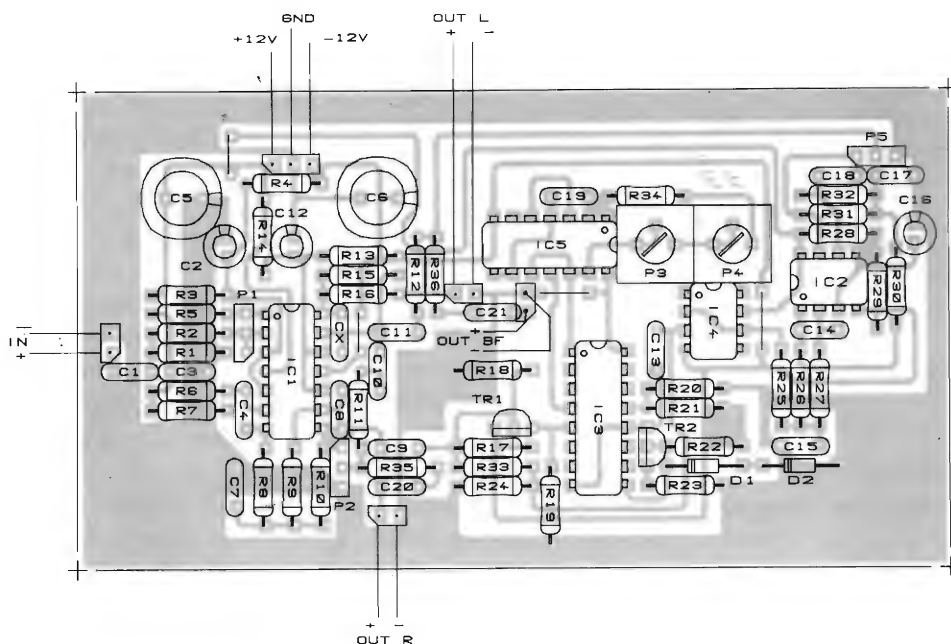 GND
OUT L
+12V
-12V
+ -
P5
R4
C18
C17
C5
C6
C19
R34
R32
C12
R31
C16
R14
R28
IC5
C2
R13
P3
P4
R15
R12
R36
IC2
R29
R30
R3
P1
R16
R5
C21
IC4
IN
-
+
R2
CX
C11
+
OUT BF
-
C14
R1
IC1
C13
C1
C3
C10
R18
R25
R26
R27
R6
R20
R7
C4
C8
R11
TR1
IC3
R21
TR2
C9
R17
R22
C15
R35
R33
C7
R8
R9
R10
C20
R24
R23
D1
D2
P2
R19
+ -
OUT R